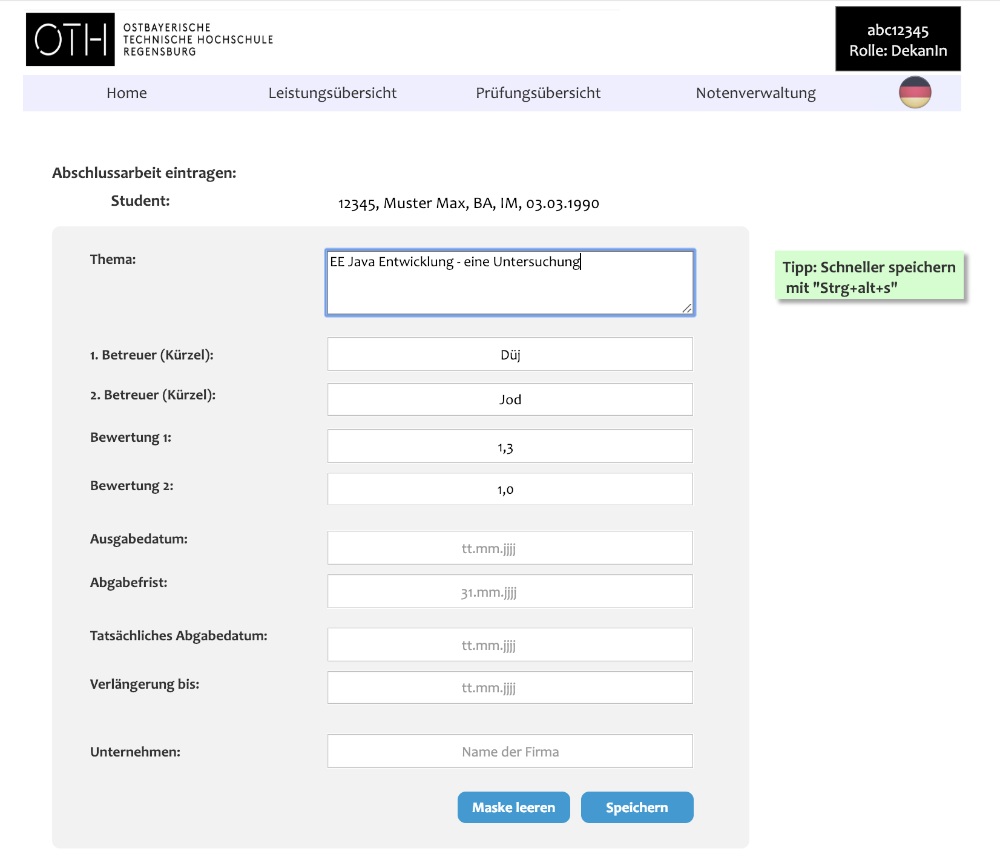 OTH
OSTBAYERISCHE
TECHNISCHE HOCHSCHULE
REGENSBURG
abc12345
Rolle: DekanIn
Home Leistungsübersicht Prüfungsübersicht Notenverwaltung
Abschlussarbeit eintragen:
Student: 12345, Muster Max, BA, IM, 03.03.1990
Thema: EE Java Entwicklung - eine Untersuchung
Tipp: Schneller speichern
mit "Strg+alt+s"
1. Betreuer (Kürzel): Düj
2. Betreuer (Kürzel): Jod
Bewertung 1: 1,3
Bewertung 2: 1,0
Ausgabedatum: tt.mm.jjjj
Abgabefrist: 31.mm.jjjj
Tatsächliches Abgabedatum: tt.mm.jjjj
Verlängerung bis: tt.mm.jjjj
Unternehmen: Name der Firma
Maske leeren Speichern